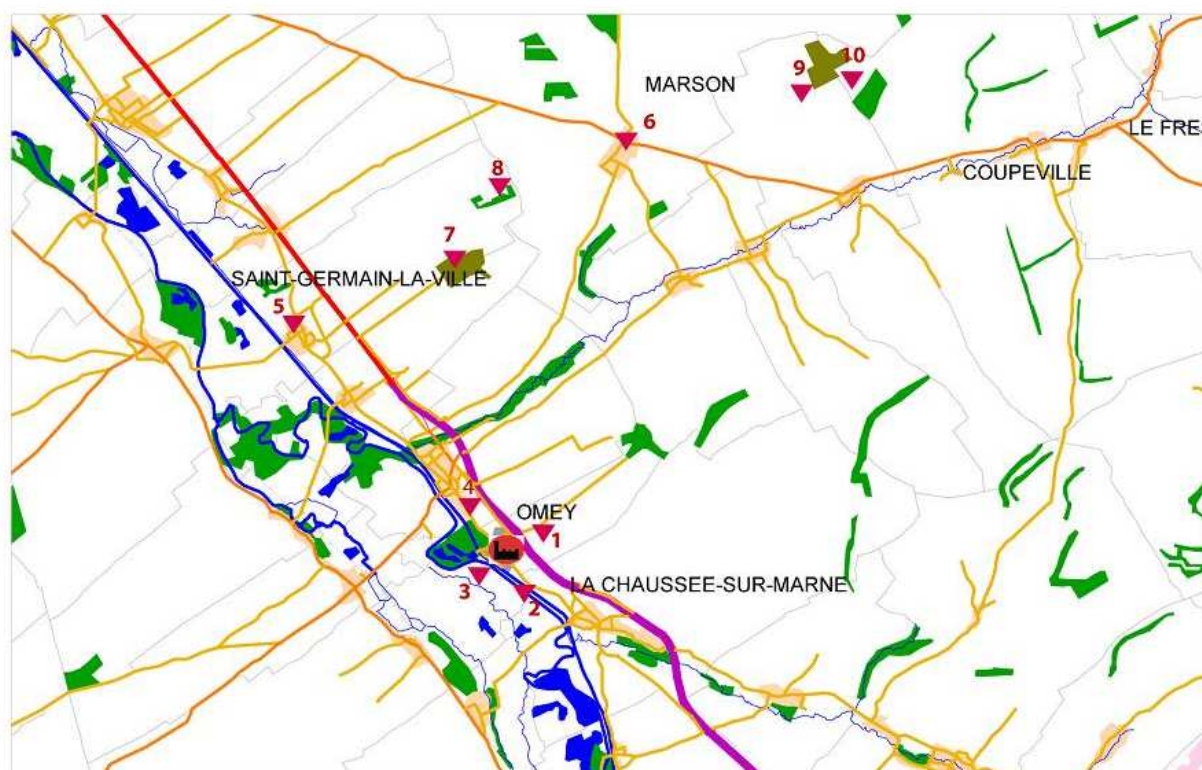 9
10
MARSON
6
LE FRE
COUPEVILLE
8
7
SAINT-GERMAIN-LA-VILLE
5
4
OMEY
1
3
LA CHAUSSEE-SUR-MARNE
2